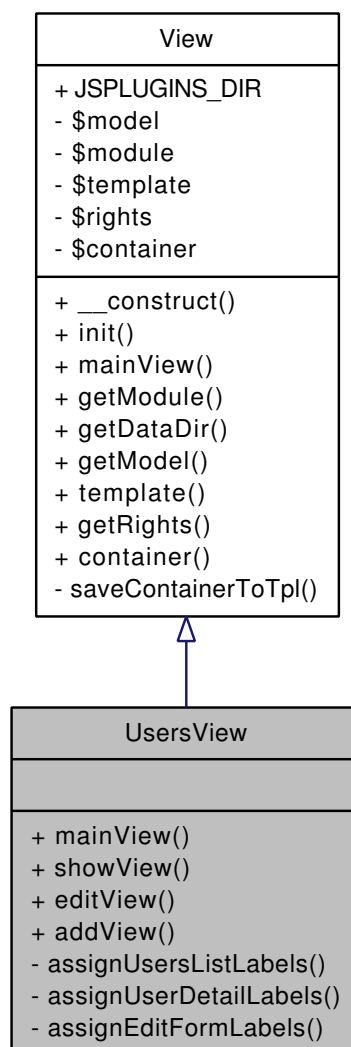 View
+ JSPLUGINS_DIR
- $model
- $module
- $template
- $rights
- $container
+ __construct()
+ init()
+ mainView()
+ getModule()
+ getDataDir()
+ getModel()
+ template()
+ getRights()
+ container()
- saveContainerToTpl()
UsersView
+ mainView()
+ showView()
+ editView()
+ addView()
- assignUsersListLabels()
- assignUserDetailLabels()
- assignEditFormLabels()